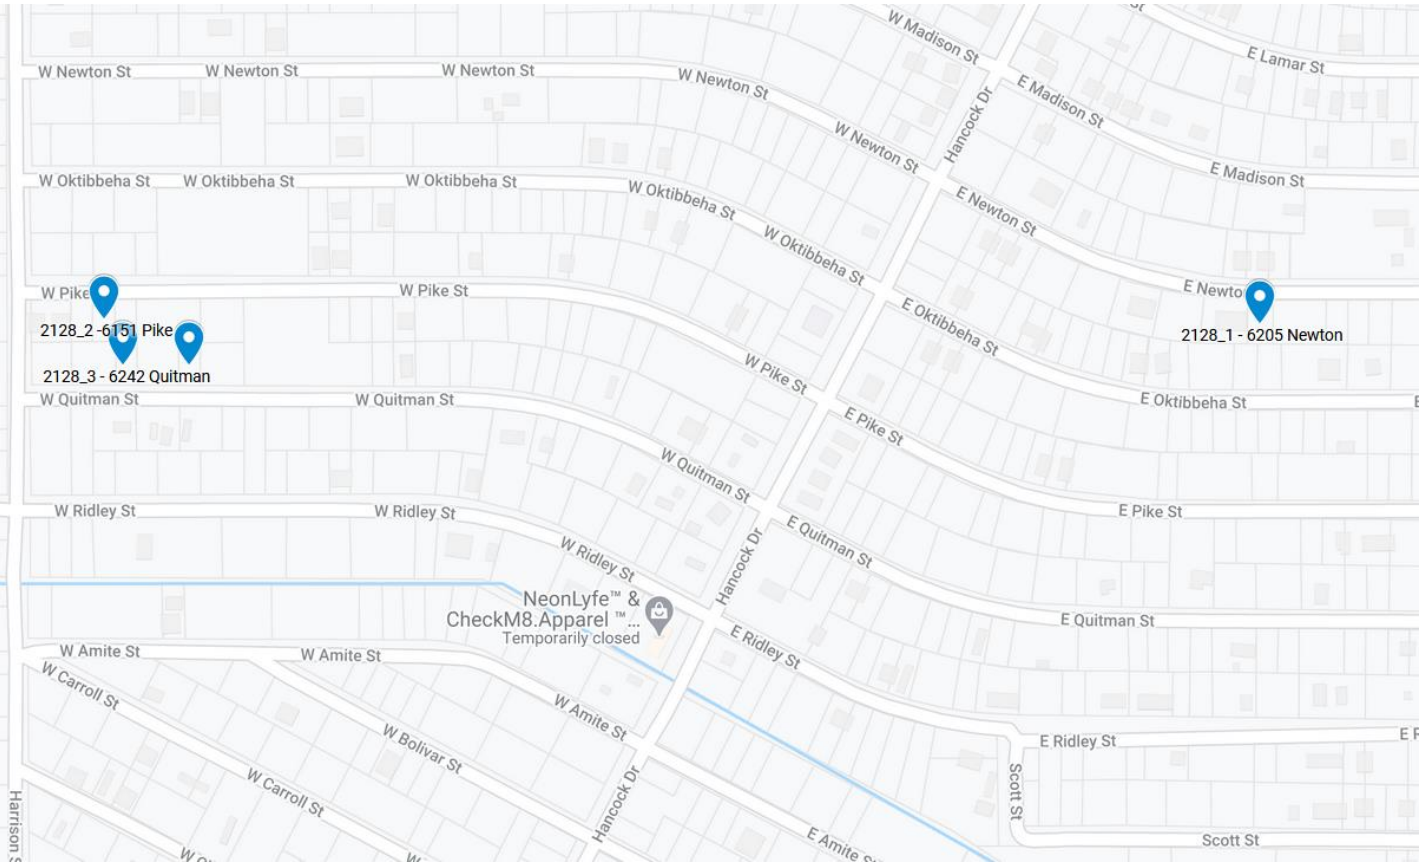 W Madison St
E Lamar St
W Newton St
W Newton St
W Newton St
W Newton St
E Madison St
Hancock Dr
W Newton St
E Madison St
W Oktibbeha St
W Oktibbeha St
W Oktibbeha St
W Oktibbeha St
E Newton St
W Oktibbeha St
W Pike
W Pike St
E Newto
E Oktibbeha St
2128_2 -6151 Pike
2128_1 - 6205 Newton
W Pike St
2128_3 - 6242 Quitman
W Quitman St
W Quitman St
E Oktibbeha St
E Pike St
W Quitman St
W Ridley St
W Ridley St
E Pike St
E Quitman St
W Ridley St
Hancock Dr
NeonLyfe™ &
CheckM8.Apparel ™...
Temporarily closed
E Quitman St
E Ridley St
W Amite St
W Amite St
W Carroll St
W Amite St
W Bolivar St
E Ridley St
Scott St
W Carroll St
Hancock Dr
Harrison S
E Amite S
Scott St